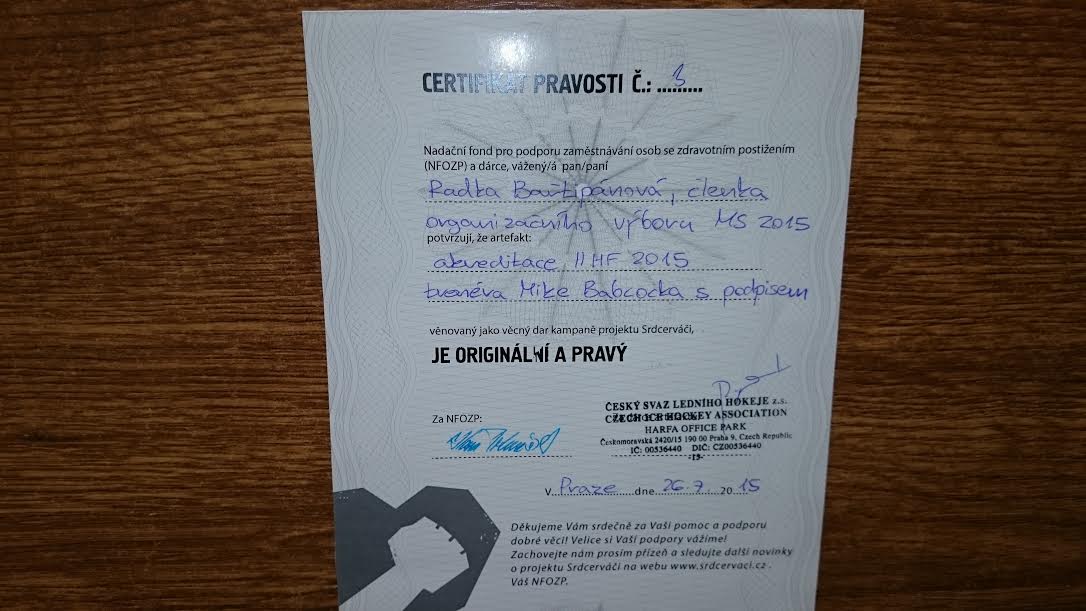 CERTIFIKÁT PRAVOSTI Č.: ...3......
Nadační fond pro podporu zaměstnávání osob se zdravotním postižením
(NFOZP) a dárce, vážený/á pan/paní
Radka Baštipánová, členka
organizačního výboru MS 2015
potvrzují, že artefakt:
akreditace IIHF 2015
trenéra Mike Babcocka s podpisem
věnovaný jako věcný dar kampaně projektu Srdcerváči,
JE ORIGINÁLNÍ A PRAVÝ
Za NFOZP:
ČESKÝ SVAZ LEDNÍHO HOKEJE z.s.
CZECH ICE HOCKEY ASSOCIATION
HARFA OFFICE PARK
Českomoravská 2420/15 190 00 Praha 9, Czech Republic
IČ: 00536440 DIČ: CZ00536440
-15-
V...Praze......dne..26.7....2015
Děkujeme Vám srdečně za Vaši pomoc a podporu
dobré věci! Velice si Vaší podpory vážíme!
Zachovejte nám prosím přízeň a sledujte další novinky
o projektu Srdcerváči na webu www.srdcervaci.cz .
Váš NFOZP.